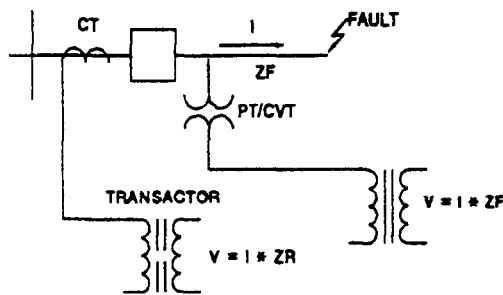 CT
I
FAULT
ZF
PT/CVT
TRANSACTOR
V = I * ZF
V = I * ZR